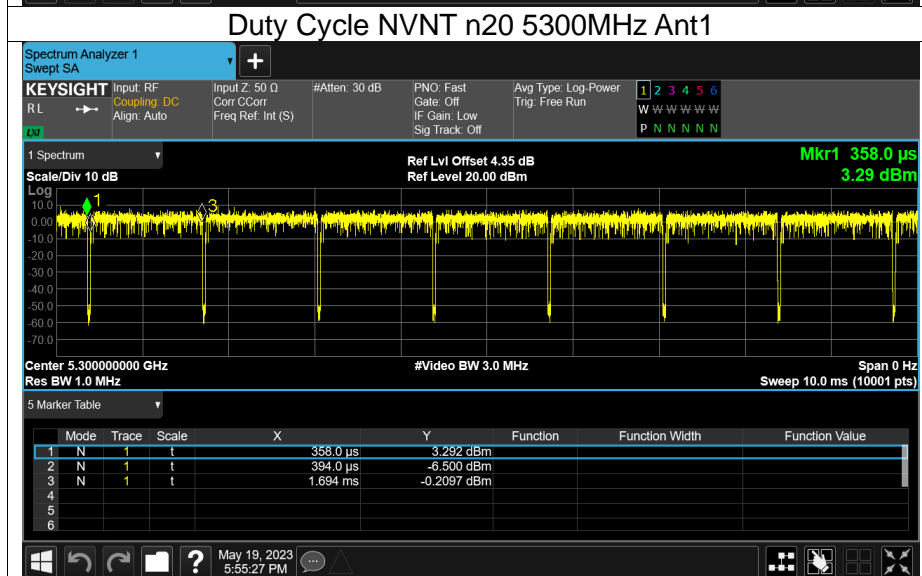 Duty Cycle NVNT n20 5300MHz Ant1
Spectrum Analyzer 1
Swept SA
+
KEYSIGHT Input: RF Input Z: 50 Ω #Atten: 30 dB PNO: Fast Avg Type: Log-Power 1 2 3 4 5 6
R L Coupling: DC Corr CCorr Gate: Off Trig: Free Run W W W W W W
Align: Auto Freq Ref: Int (S) IF Gain: Low
LXI Sig Track: Off P N N N N N
1 Spectrum Ref Lvl Offset 4.35 dB Mkr1 358.0 µs
Scale/Div 10 dB Ref Level 20.00 dBm 3.29 dBm
Log
10.0
0.00
-10.0
-20.0
-30.0
-40.0
-50.0
-60.0
-70.0
1
3
Center 5.300000000 GHz #Video BW 3.0 MHz Span 0 Hz
Res BW 1.0 MHz Sweep 10.0 ms (10001 pts)
5 Marker Table
Mode Trace Scale X Y Function Function Width Function Value
1 N 1 t 358.0 µs 3.292 dBm
2 N 1 t 394.0 µs -6.500 dBm
3 N 1 t 1.694 ms -0.2097 dBm
4
5
6
? May 19, 2023
5:55:27 PM